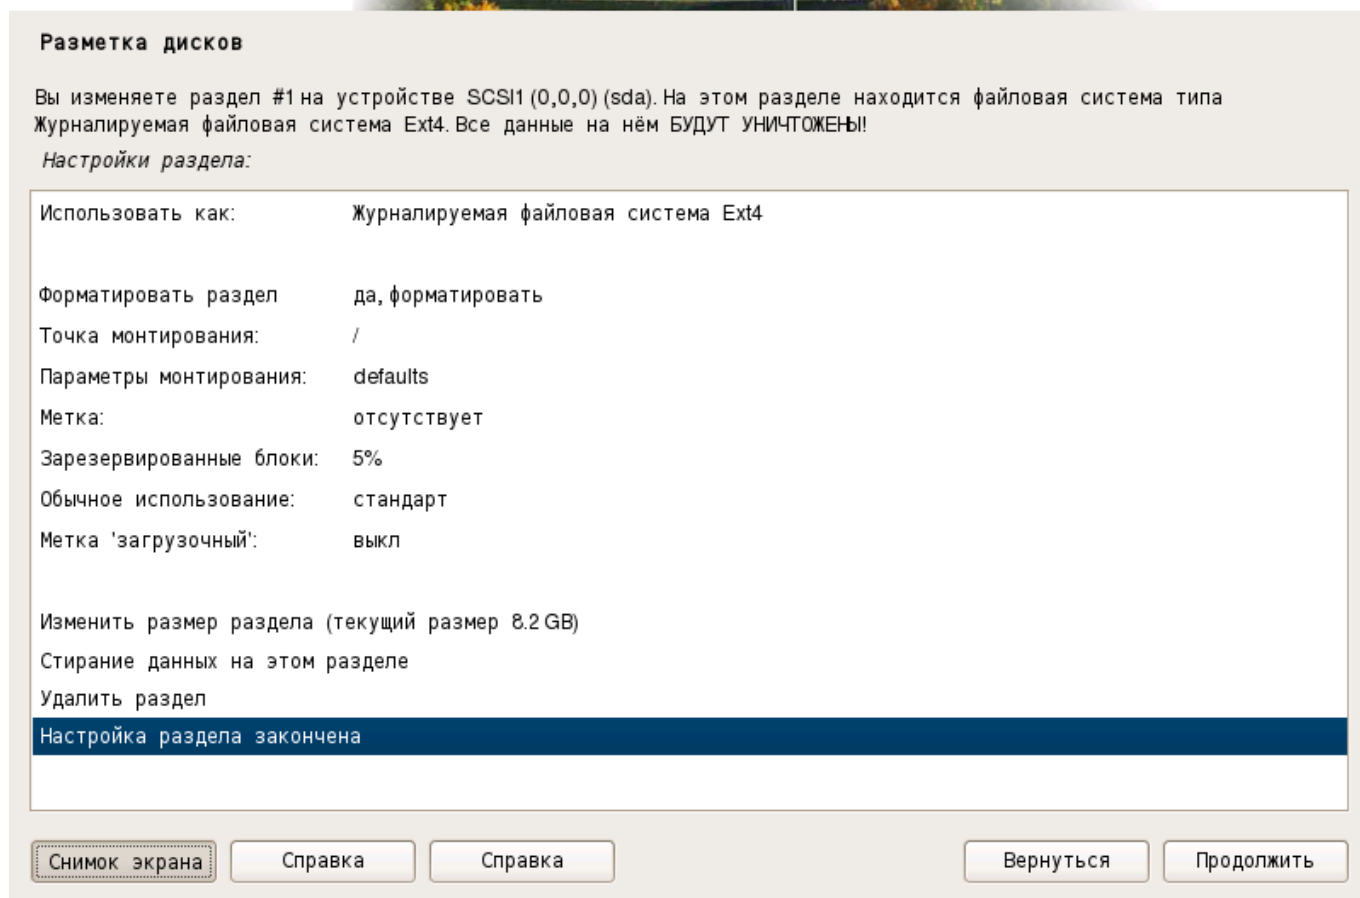 Разметка дисков
Вы изменяете раздел #1 на устройстве SCSI1 (0,0,0) (sda). На этом разделе находится файловая система типа
Журналируемая файловая система Ext4. Все данные на нём БУДУТ УНИЧТОЖЕНЫ!
Настройки раздела:
Использовать как: Журналируемая файловая система Ext4
Форматировать раздел да, форматировать
Точка монтирования: /
Параметры монтирования: defaults
Метка: отсутствует
Зарезервированные блоки: 5%
Обычное использование: стандарт
Метка 'загрузочный': выкл
Изменить размер раздела (текущий размер 8.2 GB)
Стирание данных на этом разделе
Удалить раздел
Настройка раздела закончена
Снимок экрана Справка Справка Вернуться Продолжить